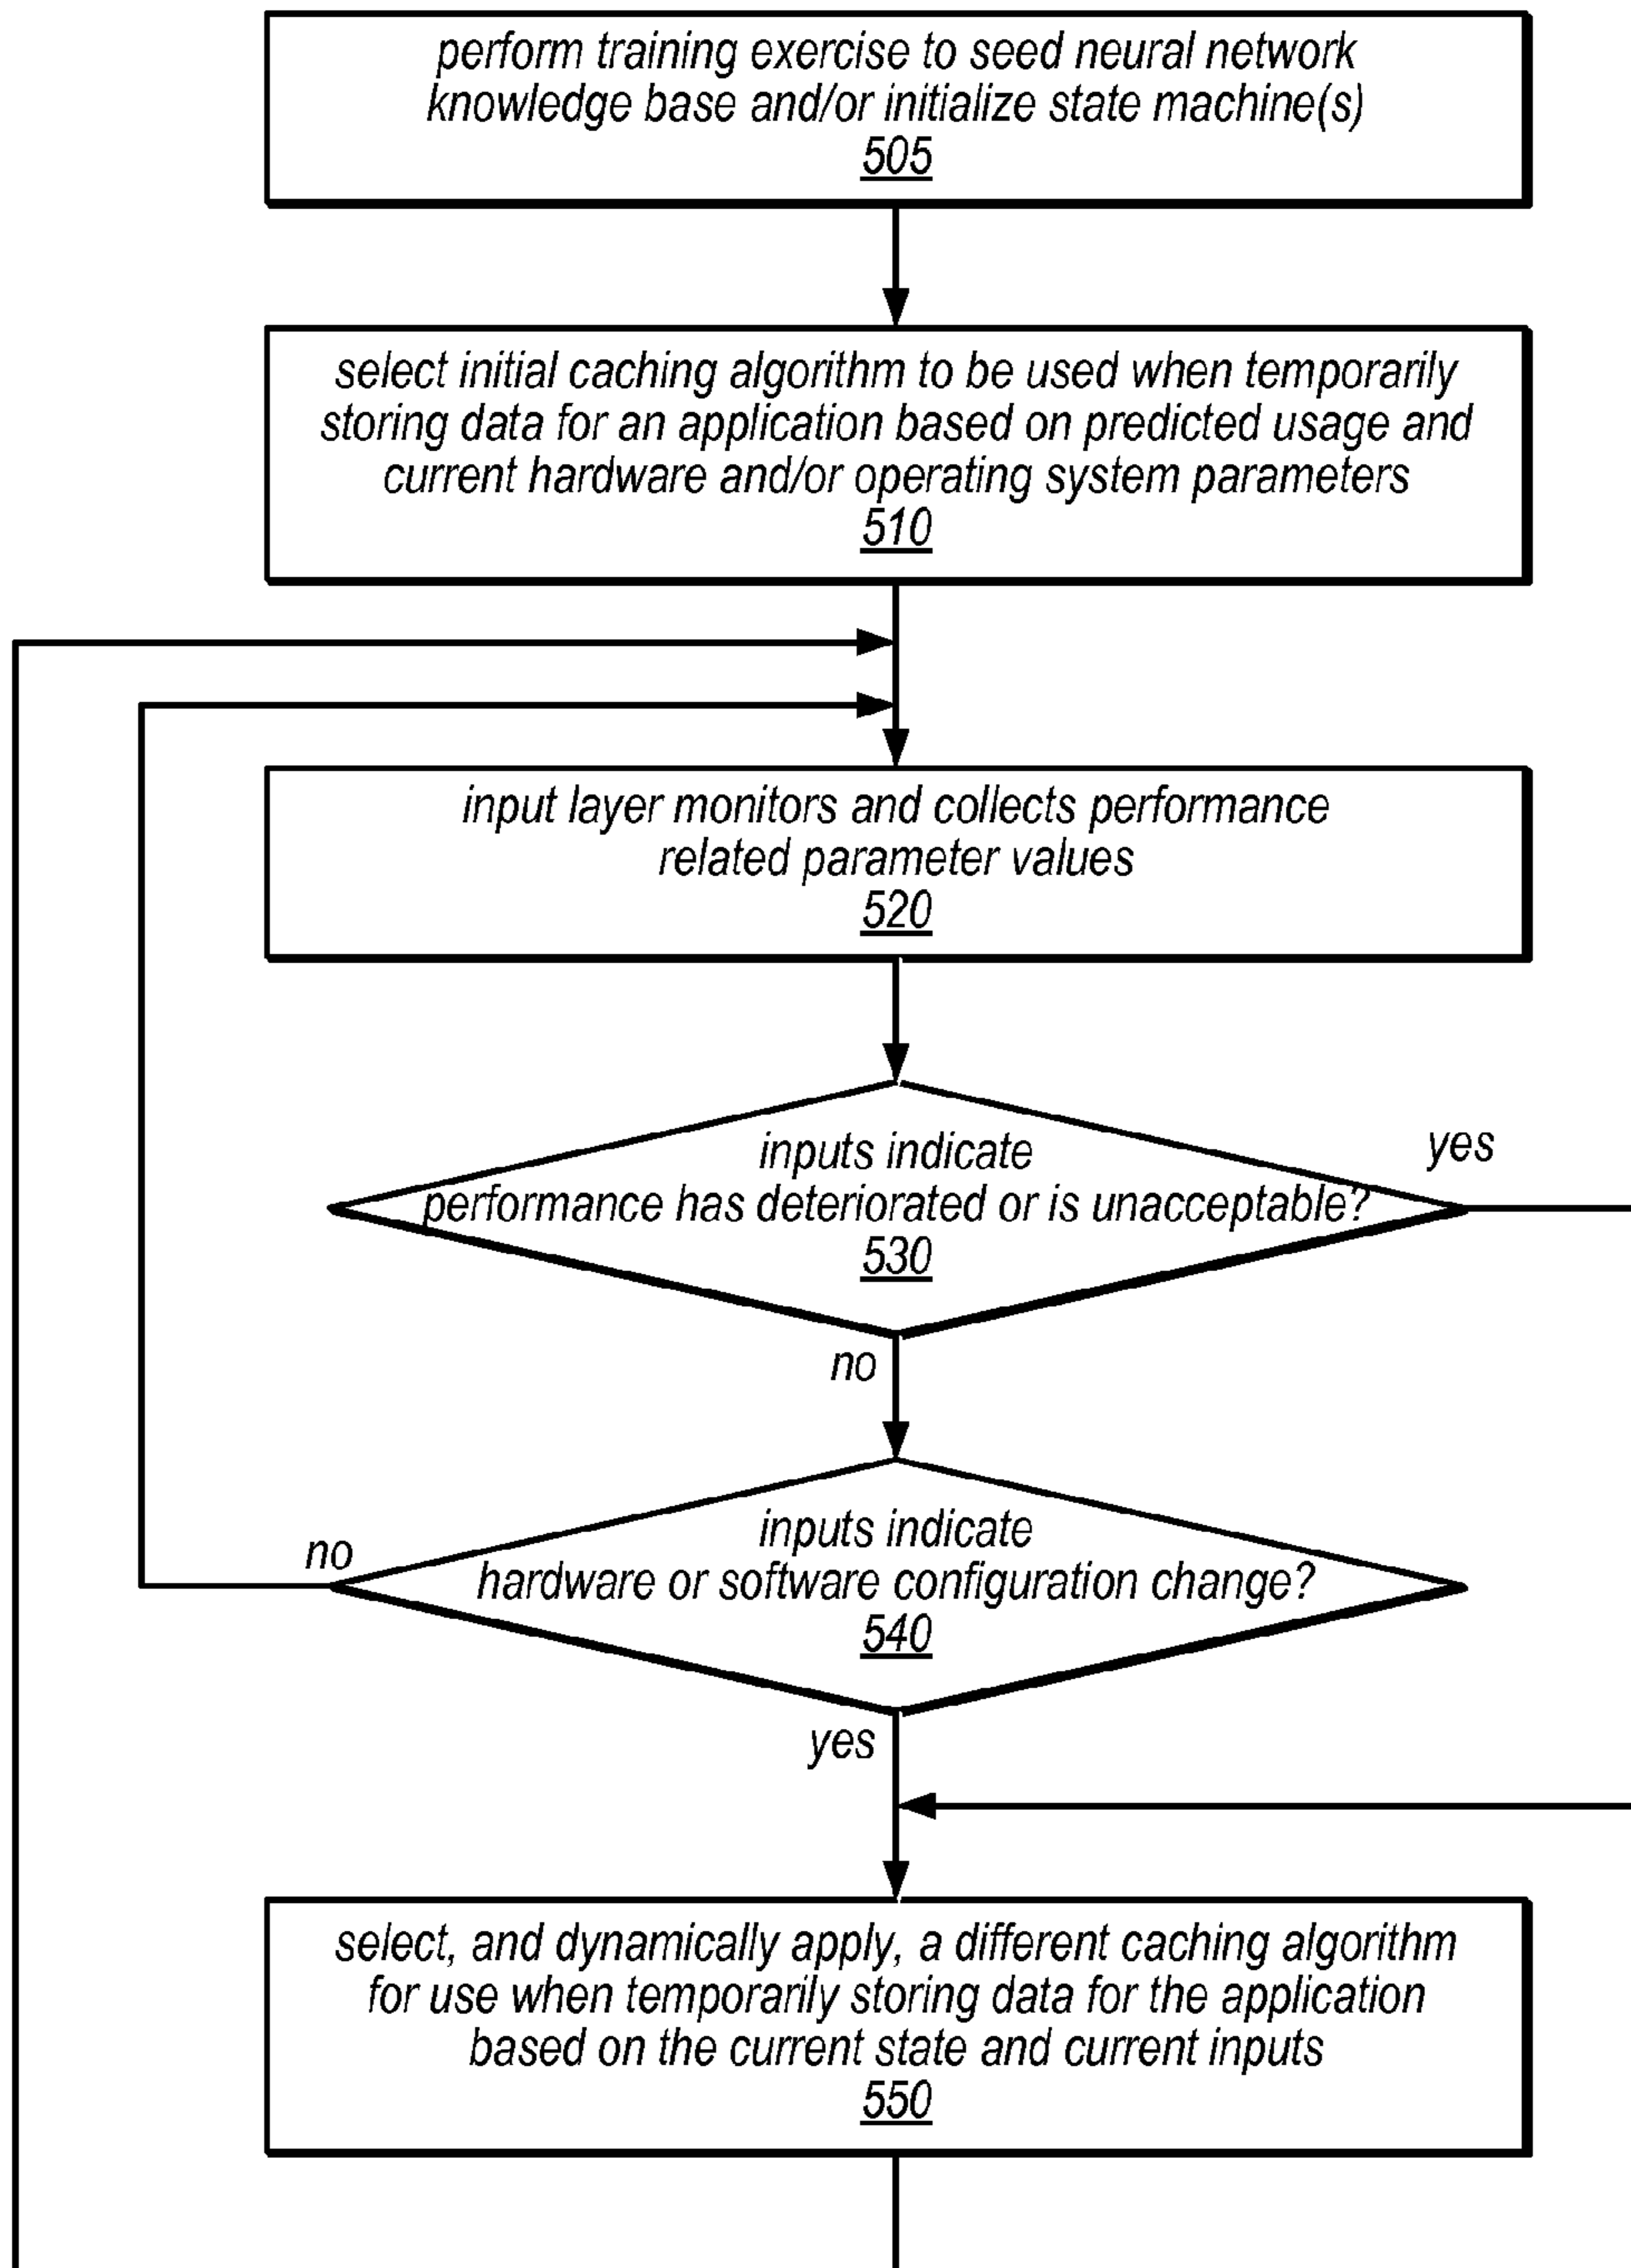 perform training exercise to seed neural network
knowledge base and/or initialize state machine(s)
505
select initial caching algorithm to be used when temporarily
storing data for an application based on predicted usage and
current hardware and/or operating system parameters
510
input layer monitors and collects performance
related parameter values
520
inputs indicate
performance has deteriorated or is unacceptable?
530
yes
no
inputs indicate
hardware or software configuration change?
540
no
yes
select, and dynamically apply, a different caching algorithm
for use when temporarily storing data for the application
based on the current state and current inputs
550